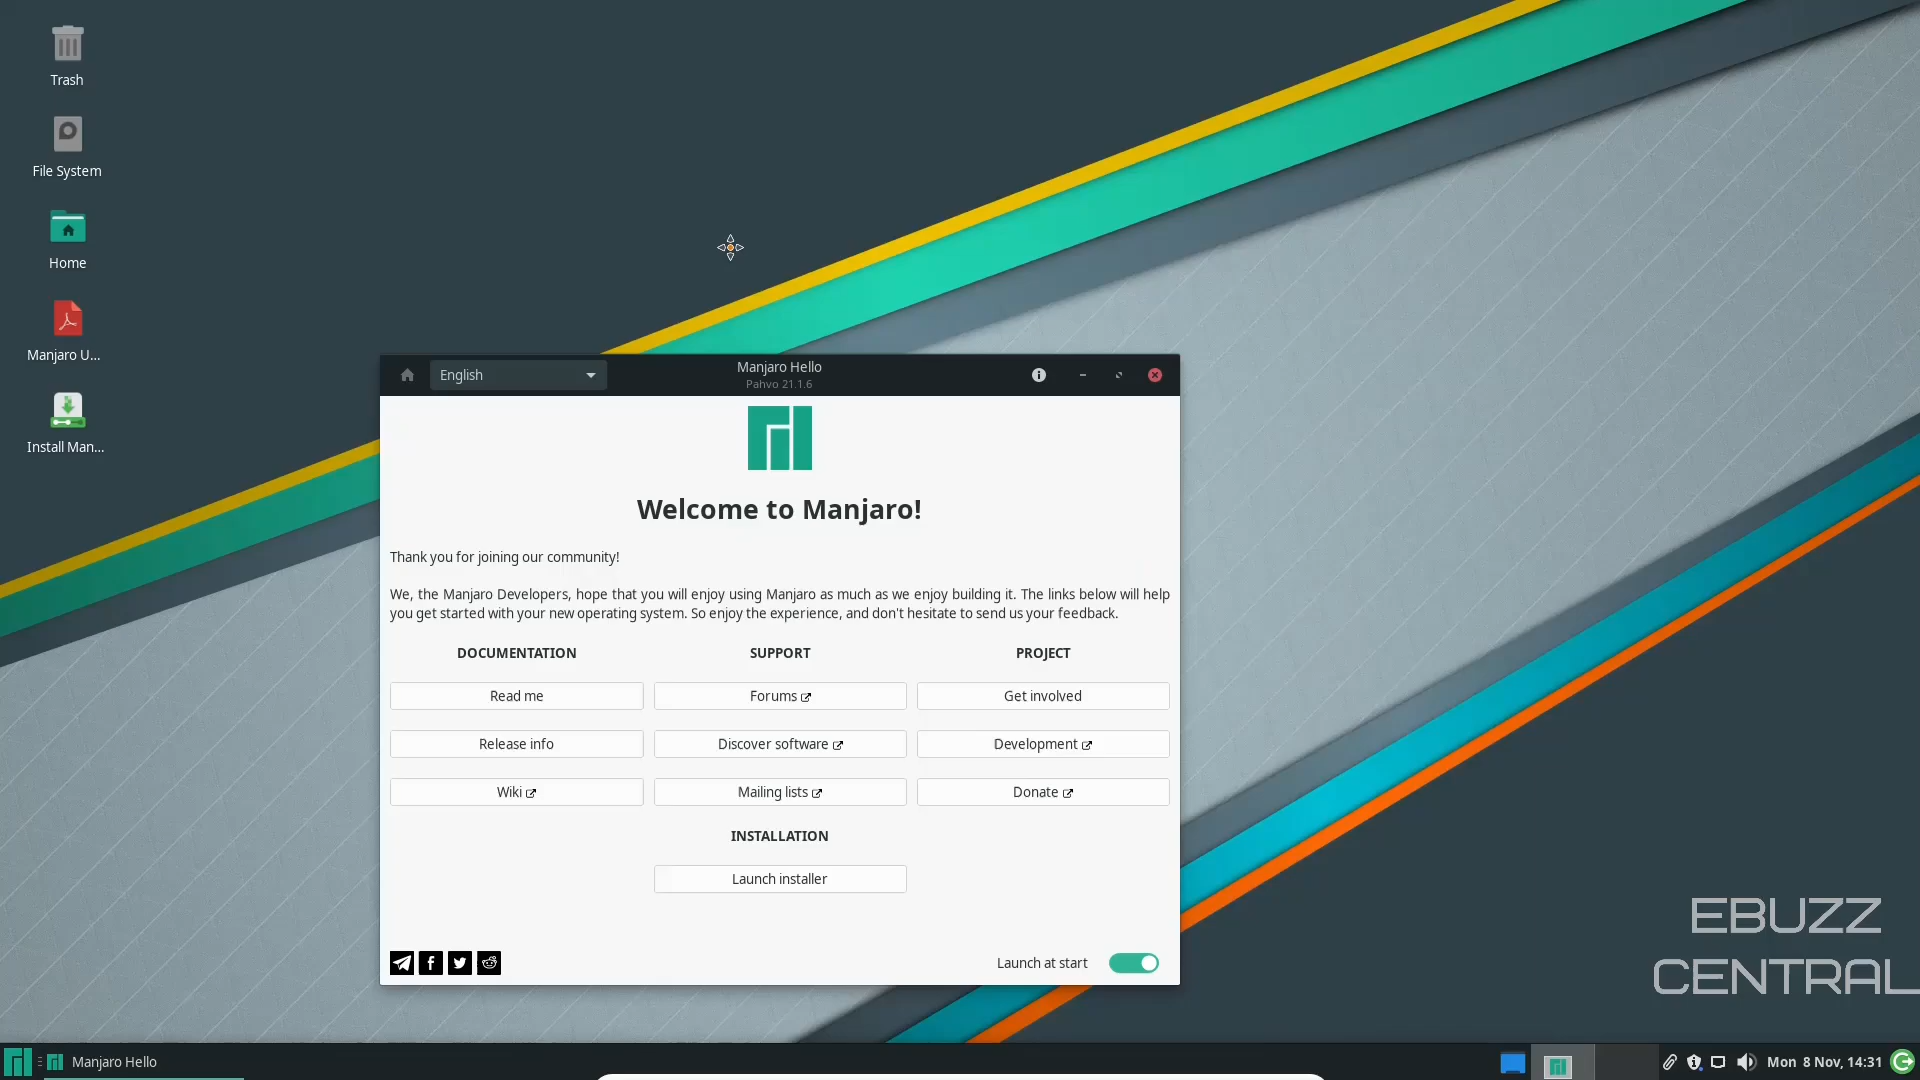 Trash
File System
Home
Manjaro U...
Install Man...
English
Manjaro Hello
Pahvo 21.1.6
Welcome to Manjaro!
Thank you for joining our community!
We, the Manjaro Developers, hope that you will enjoy using Manjaro as much as we enjoy building it. The links below will help
you get started with your new operating system. So enjoy the experience, and don't hesitate to send us your feedback.
DOCUMENTATION
SUPPORT
PROJECT
Read me
Forums
Get involved
Release info
Discover software
Development
Wiki
Mailing lists
Donate
INSTALLATION
Launch installer
Launch at start
EBUZZ
CENTRAL
Manjaro Hello
Mon 8 Nov, 14:31